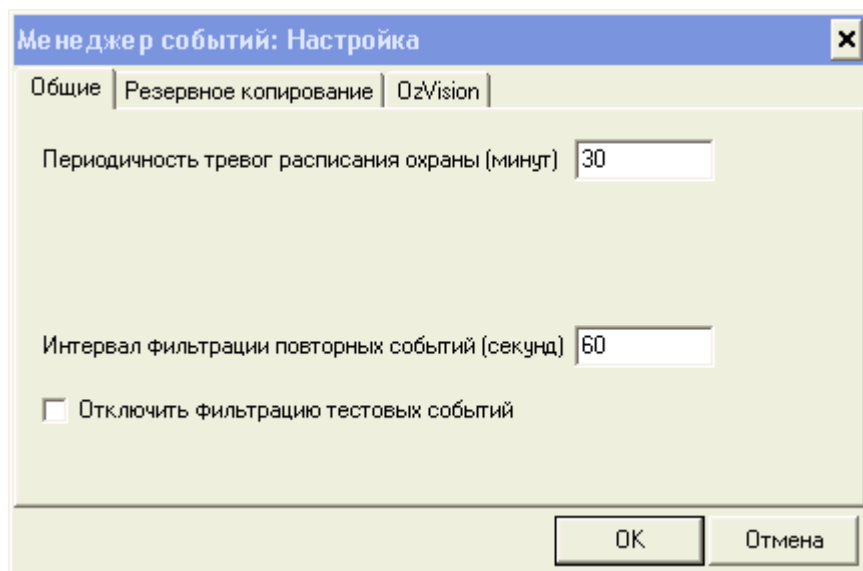 Менеджер событий: Настройка
Общие Резервное копирование OzVision
Периодичность тревог расписания охраны (минут) 30
Интервал фильтрации повторных событий (секунд) 60
Отключить фильтрацию тестовых событий
OK Отмена